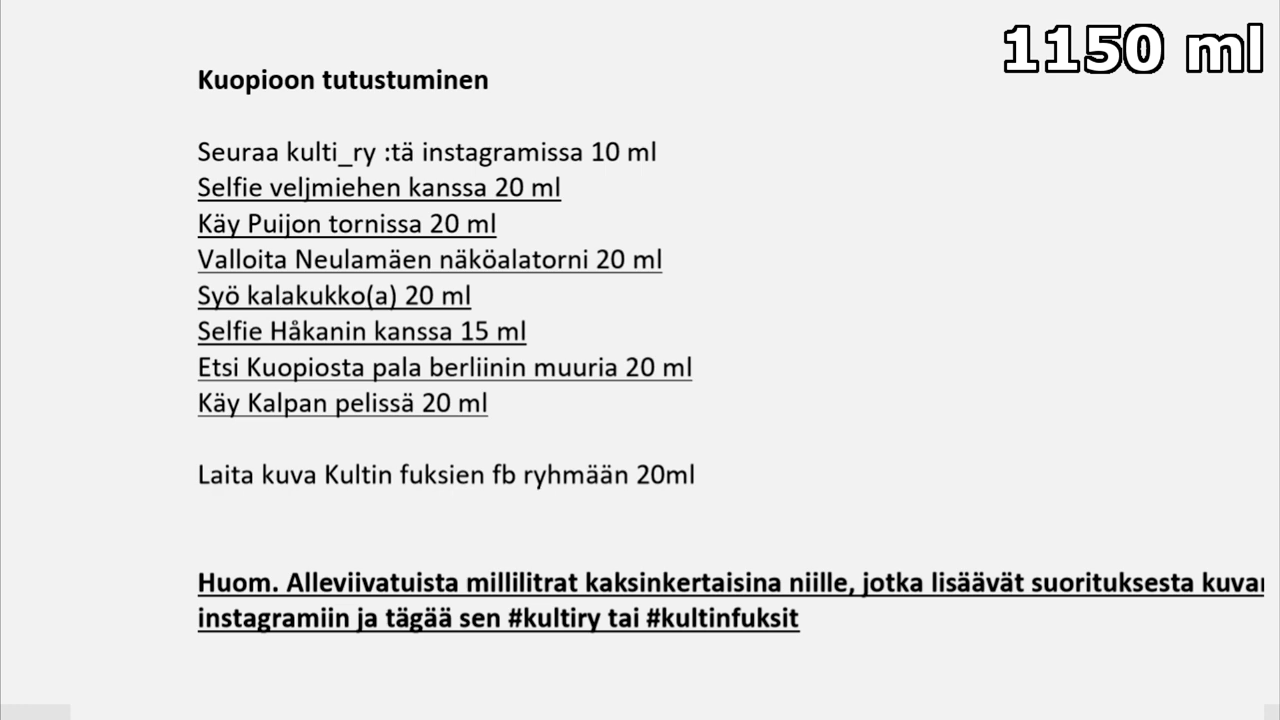 1150 ml
Kuopioon tutustuminen
Seuraa kulti_ry :tä instagramissa 10 ml
Selfie veljmiehen kanssa 20 ml
Käy Puijon tornissa 20 ml
Valloita Neulamäen näköalatorni 20 ml
Syö kalakukko(a) 20 ml
Selfie Håkanin kanssa 15 ml
Etsi Kuopiosta pala berliinin muuria 20 ml
Käy Kalpan pelissä 20 ml
Laita kuva Kultin fuksien fb ryhmään 20ml
Huom. Alleviivatuista millilitrat kaksinkertaisina niille, jotka lisäävät suorituksesta
instagramiin ja tägää sen #kultiry tai #kultinfuksit